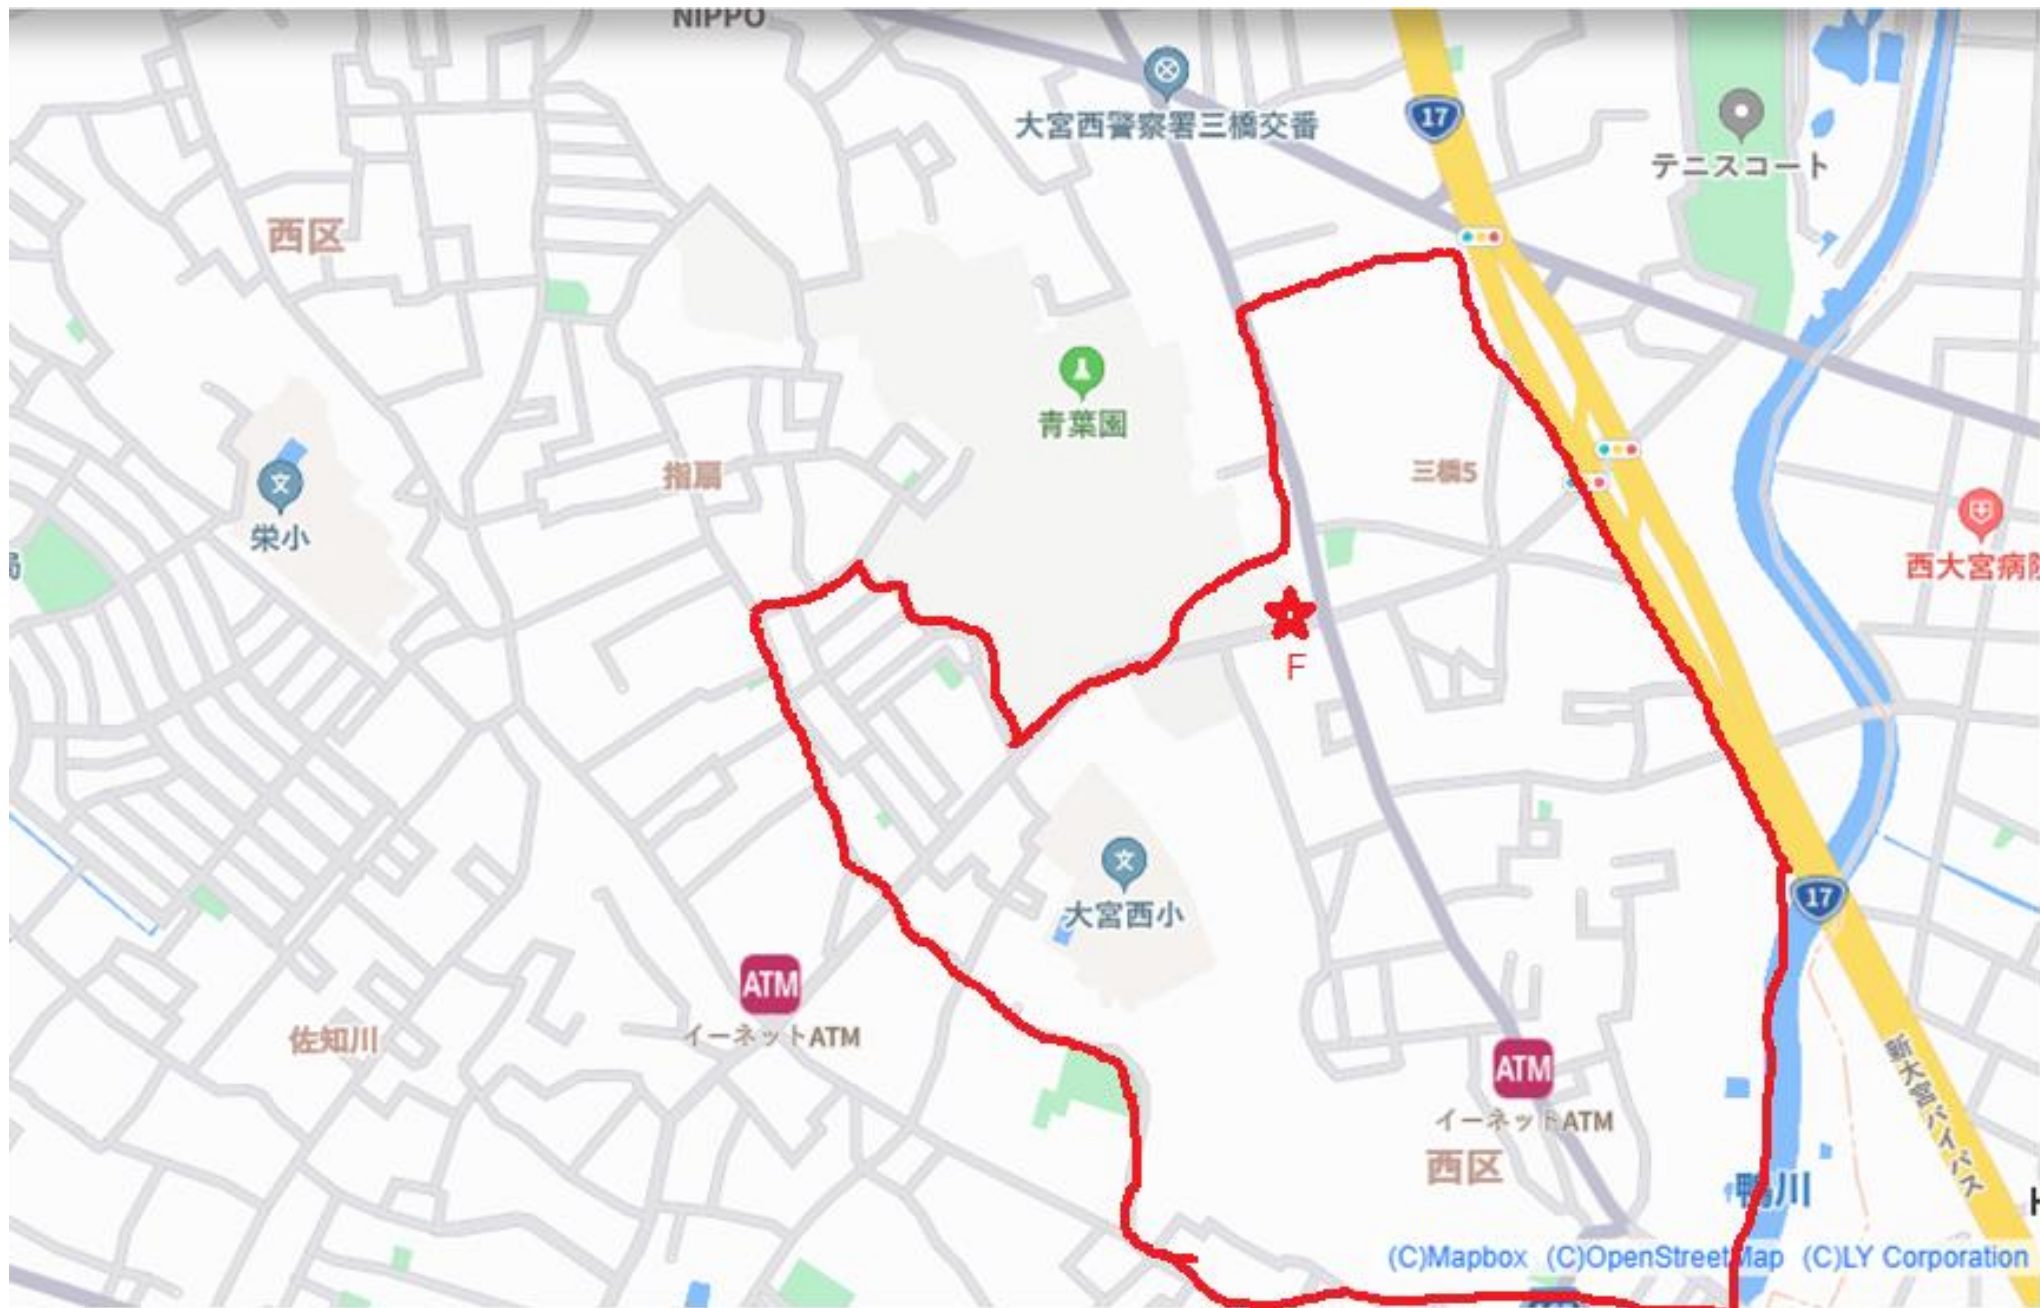 NIPPO
大宮西警察署三橋交番
17
テニスコート
西区
青葉園
指扇
三橋5
栄小
西大宮病院
F
大宮西小
17
ATM
イーネットATM
佐知川
ATM
イーネットATM
新大宮バイパス
西区
鴨川
(C)Mapbox (C)OpenStreetMap (C)LY Corporation